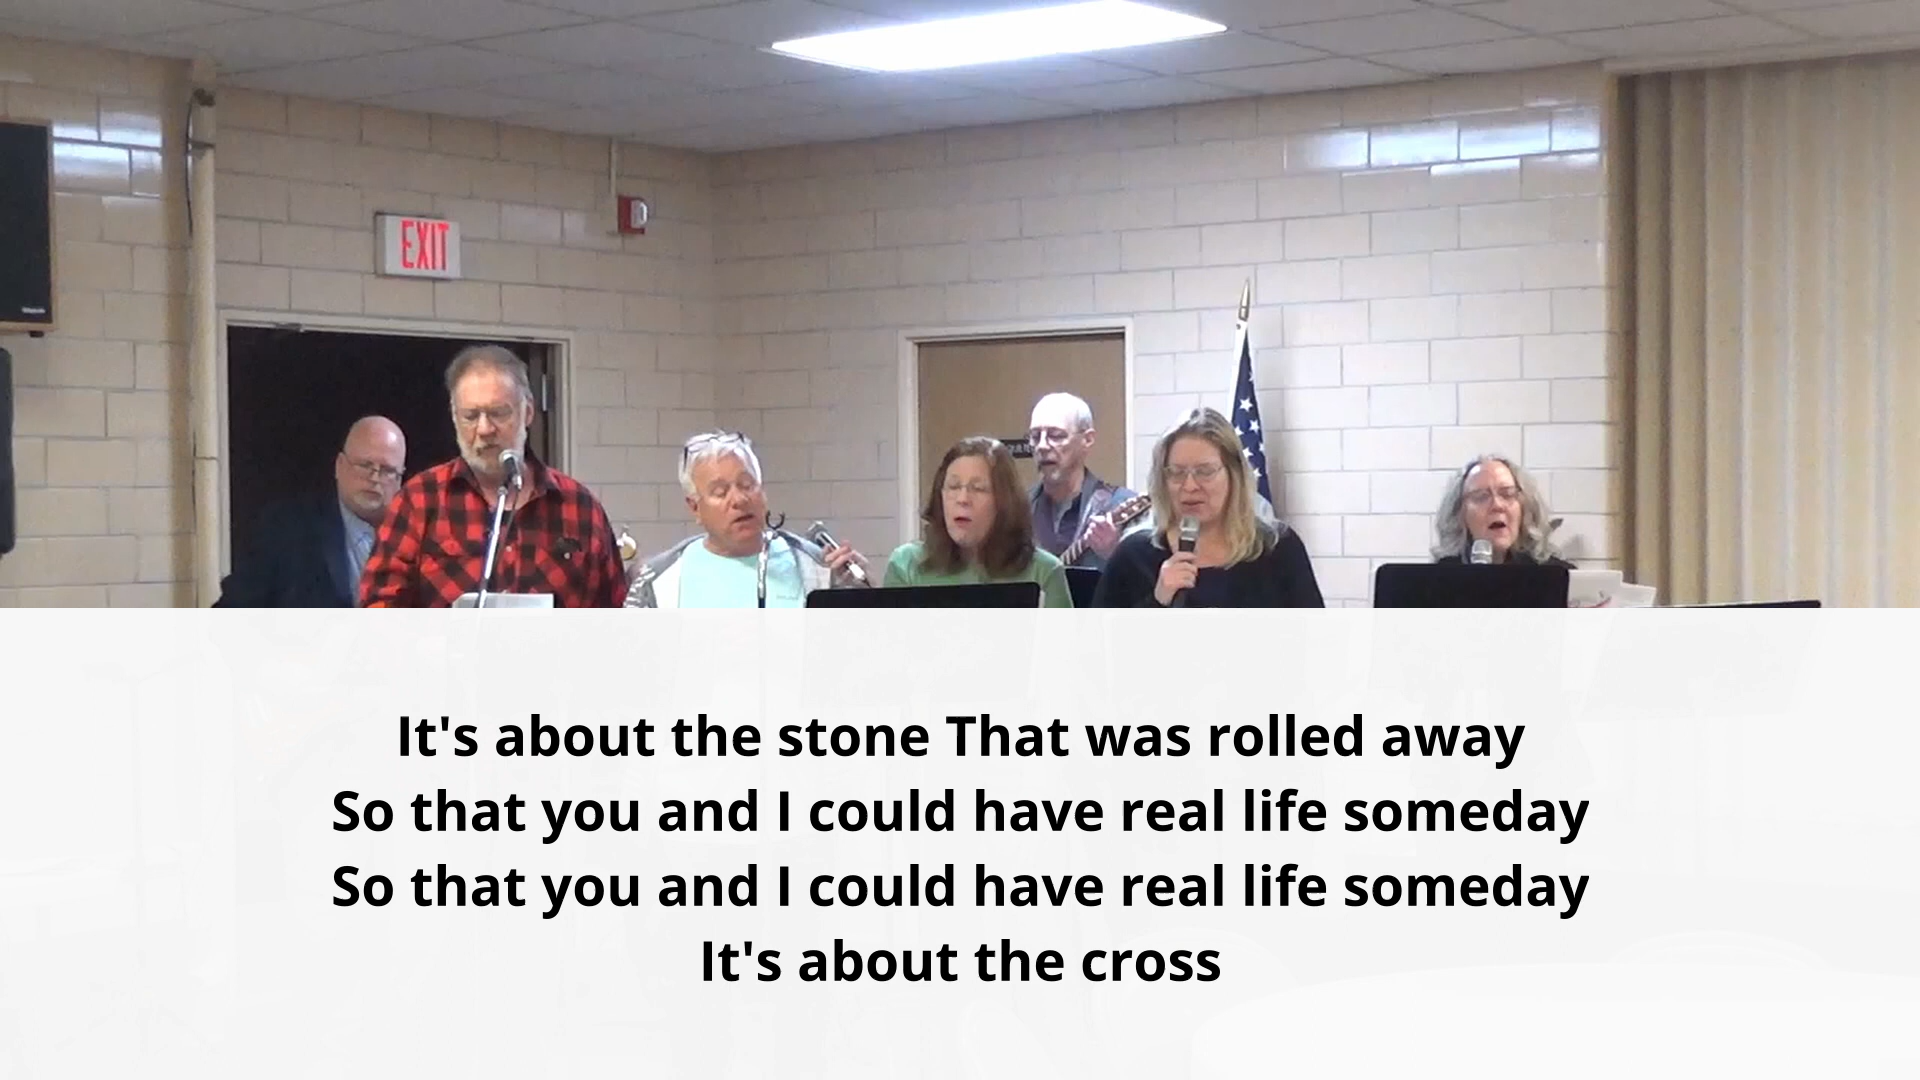 EXIT
It's about the stone That was rolled away
So that you and I could have real life someday
So that you and I could have real life someday
It's about the cross